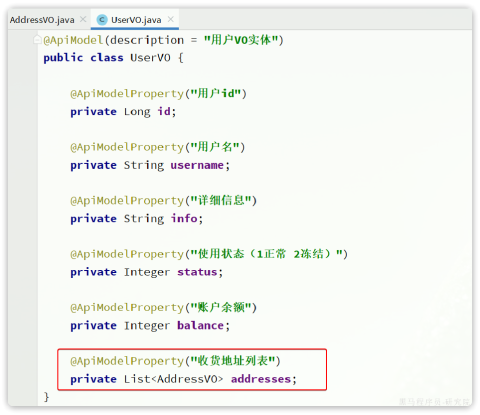 AddressVO.java
UserVO.java
@ApiModel(description = "用户VO实体")
public class UserVO {
@ApiModelProperty("用户id")
private Long id;
@ApiModelProperty("用户名")
private String username;
@ApiModelProperty("详细信息")
private String info;
@ApiModelProperty("使用状态（1正常 2冻结）")
private Integer status;
@ApiModelProperty("账户余额")
private Integer balance;
@ApiModelProperty("收货地址列表")
private List<AddressVO> addresses;
}